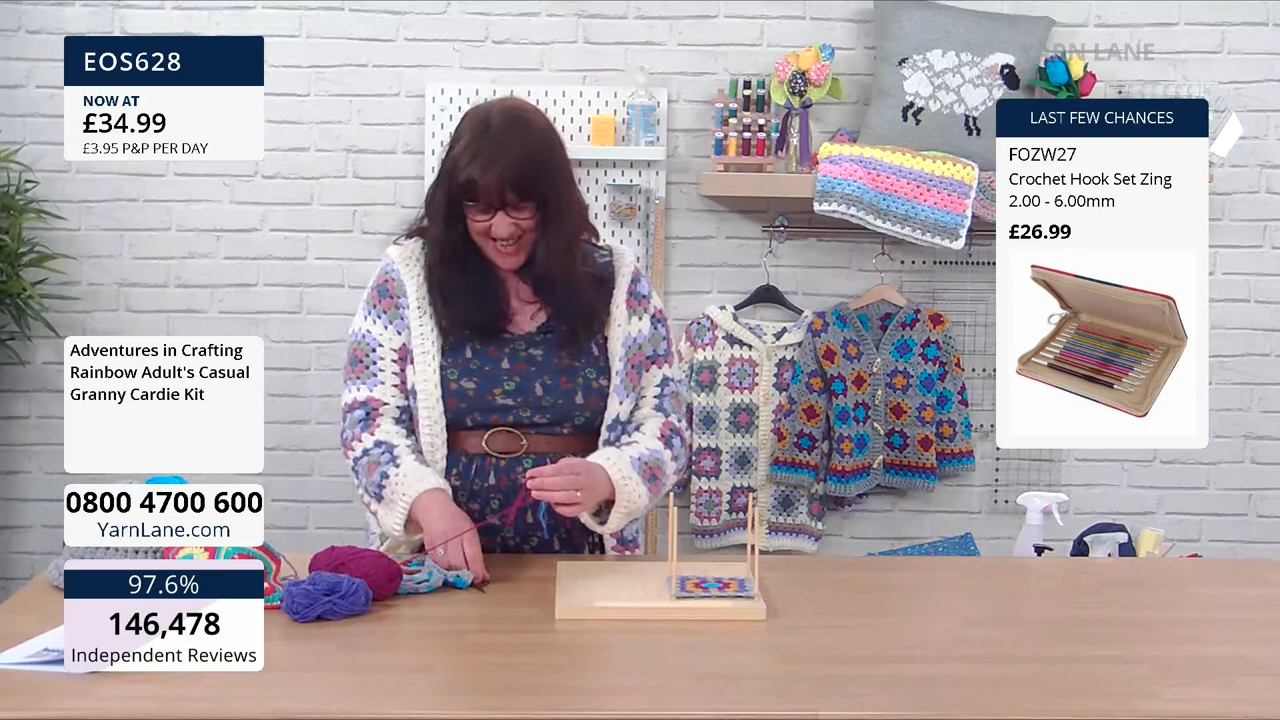 EOS628
NOW AT
£34.99
£3.95 P&P PER DAY
Adventures in Crafting
Rainbow Adult's Casual
Granny Cardie Kit
0800 4700 600
YarnLane.com
97.6%
146,478
Independent Reviews
YARN LANE
LAST FEW CHANCES
FOZW27
Crochet Hook Set Zing
2.00 - 6.00mm
£26.99